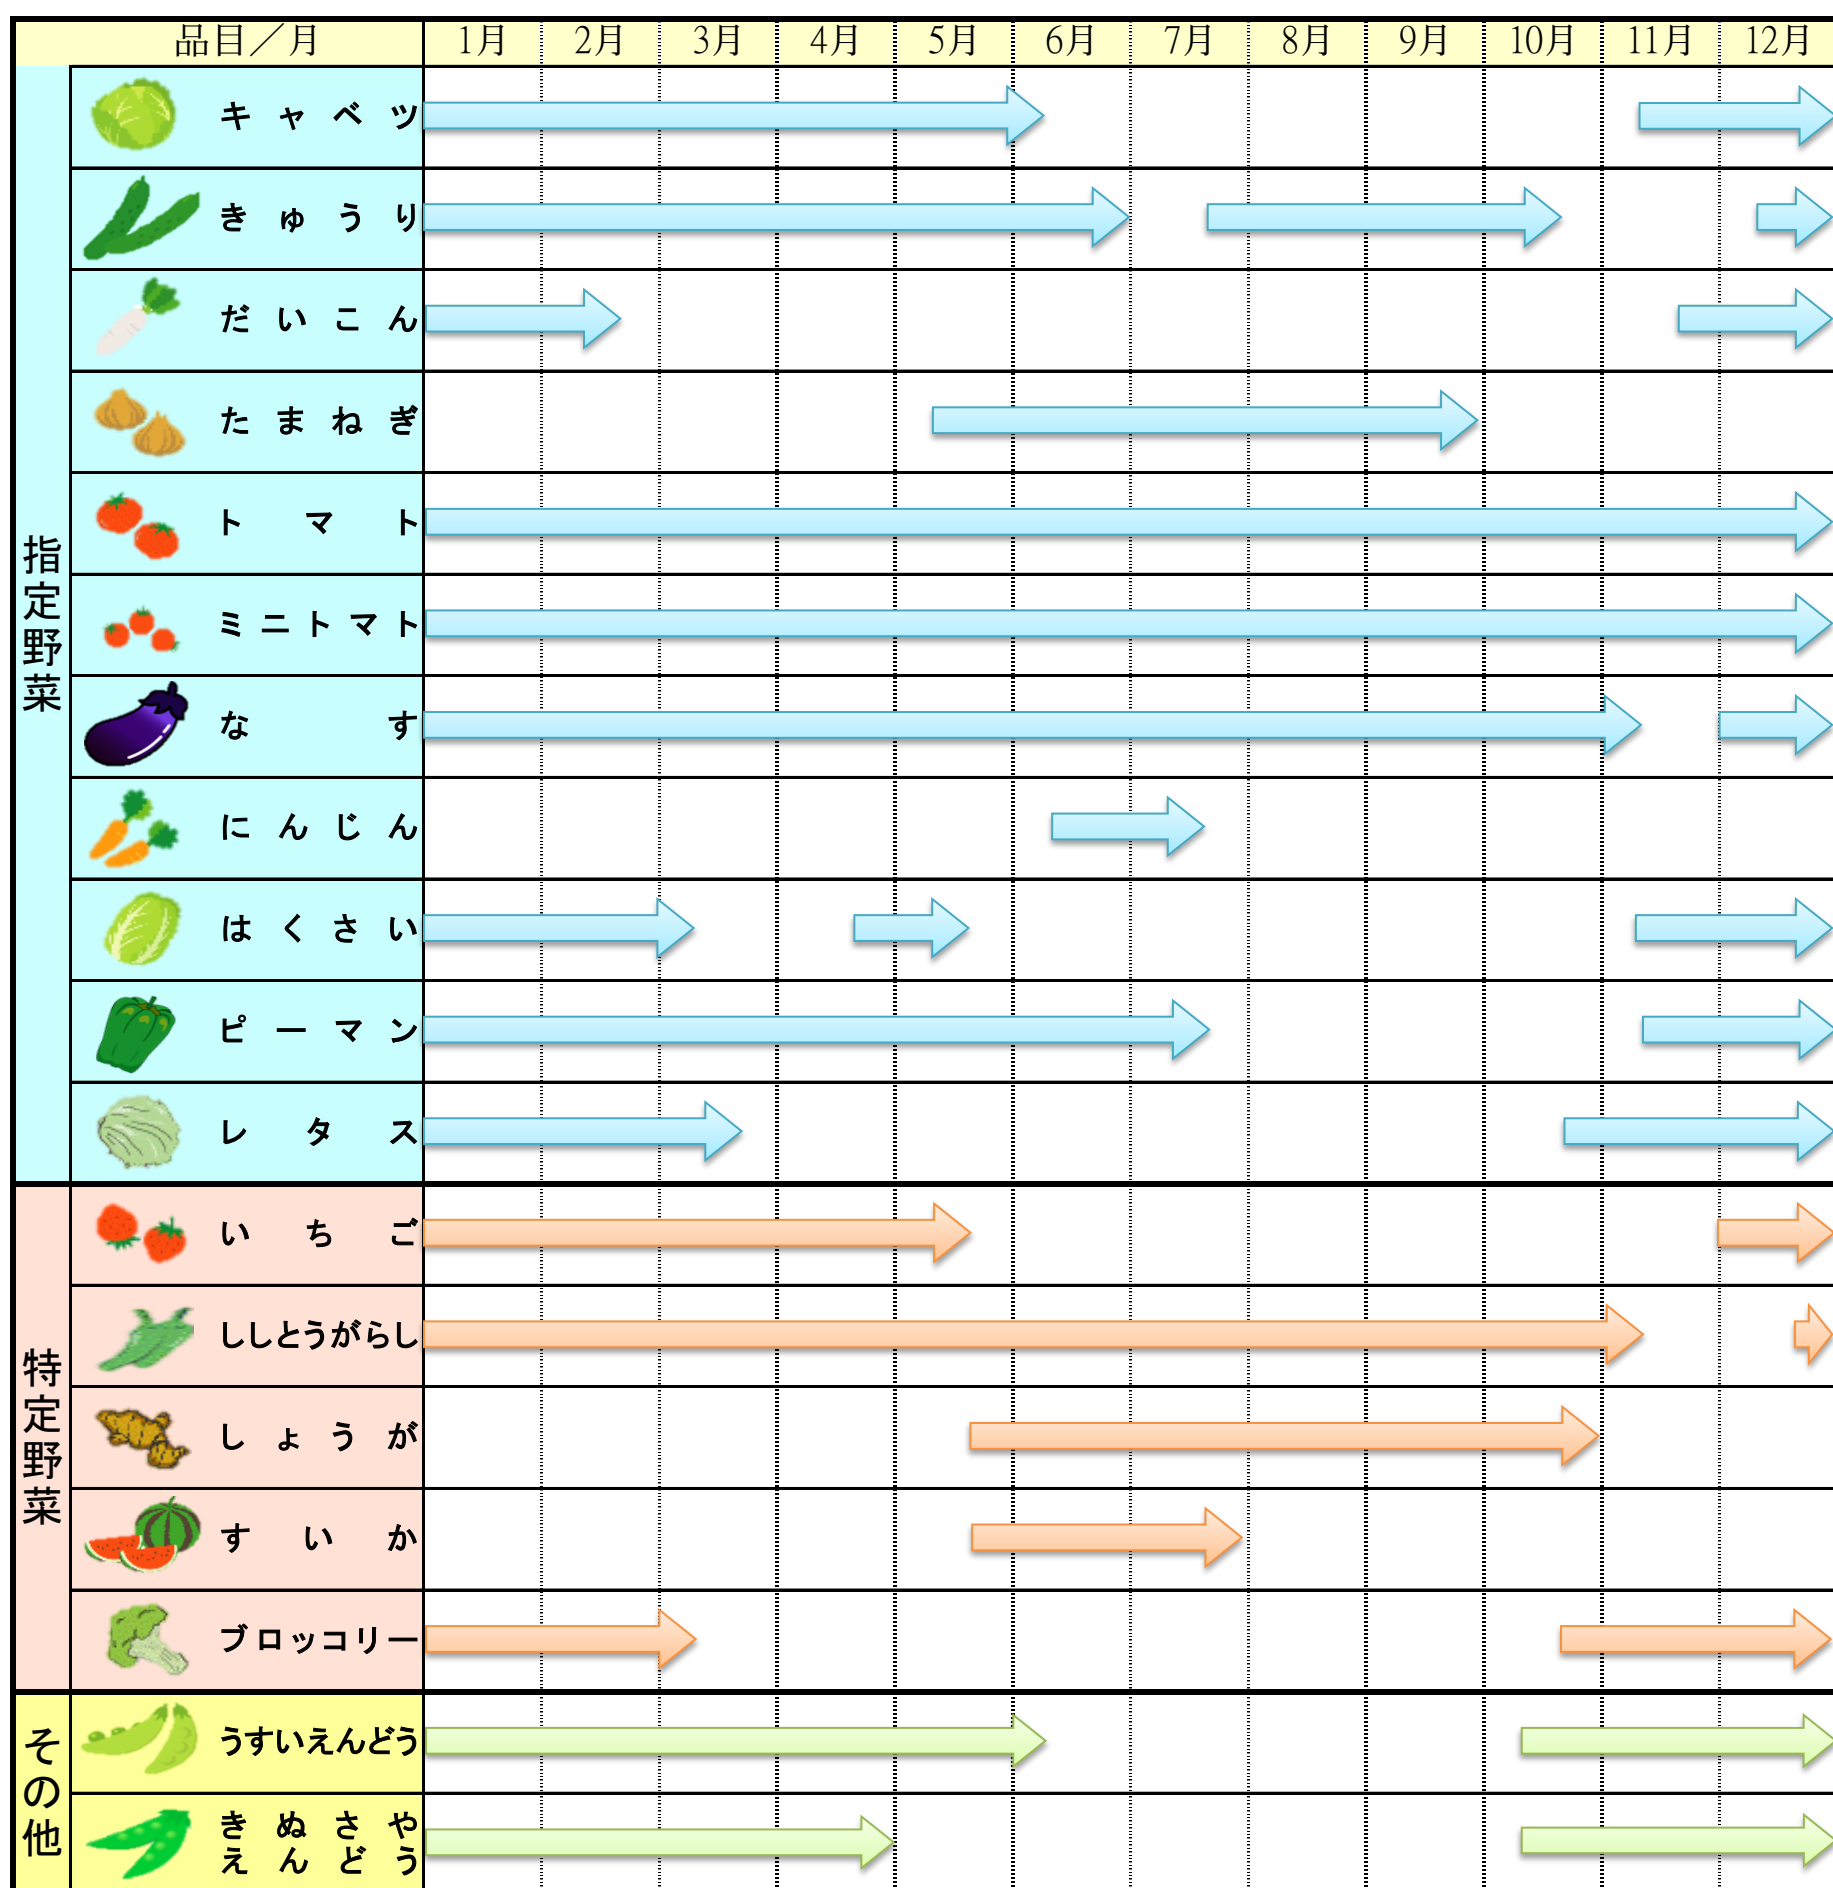 品目／月 1月 2月 3月 4月 5月 6月 7月 8月 9月 10月 11月 12月
指定野菜
キャベツ
きゅうり
だいこん
たまねぎ
トマト
ミニトマト
なす
にんじん
はくさい
ピーマン
レタス
特定野菜
いちご
ししとうがらし
しょうが
すいか
ブロッコリー
その他
うすいえんどう
きぬさや
えんどう